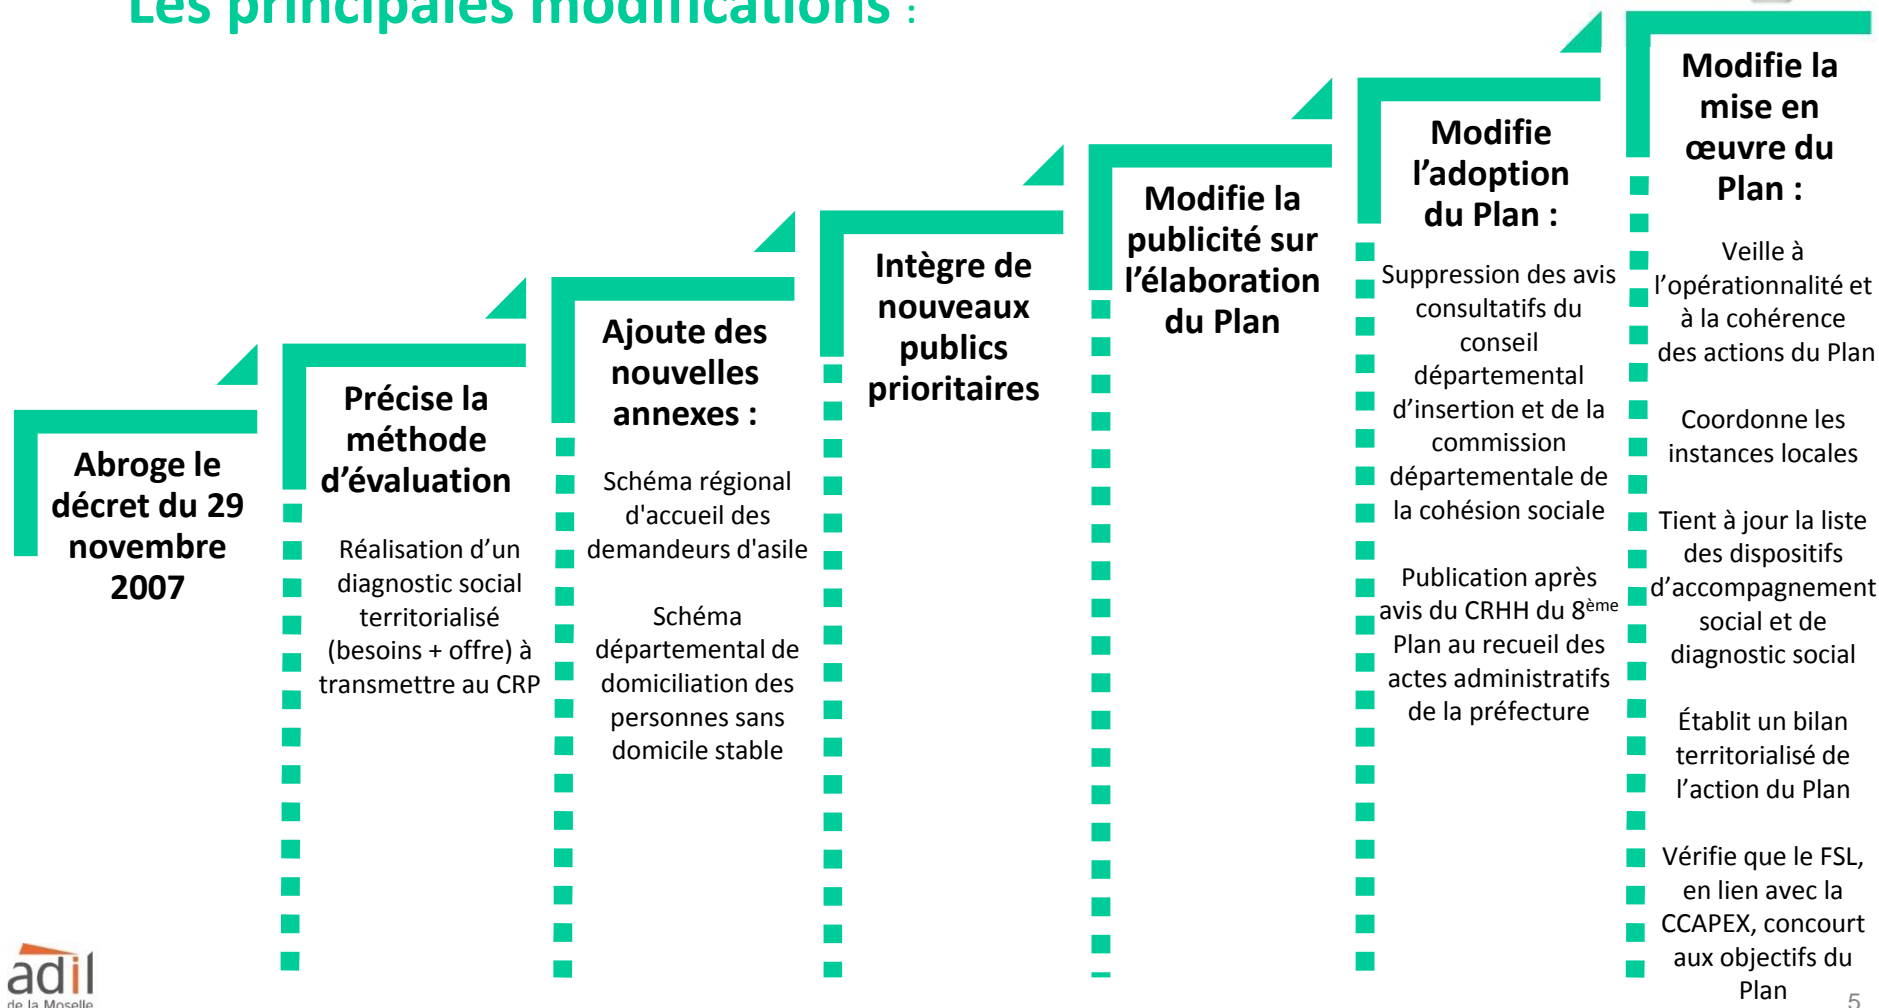 Les principales modifications :
Abroge le
décret du 29
novembre
2007
Précise la
méthode
d’évaluation
Réalisation d’un
diagnostic social
territorialisé
(besoins + offre) à
transmettre au CRP
Ajoute des
nouvelles
annexes :
Schéma régional
d'accueil des
demandeurs d'asile
Schéma
départemental de
domiciliation des
personnes sans
domicile stable
Intègre de
nouveaux
publics
prioritaires
Modifie la
publicité sur
l’élaboration
du Plan
Modifie
l’adoption
du Plan :
Suppression des avis
consultatifs du
conseil
départemental
d’insertion et de la
commission
départementale de
la cohésion sociale
Publication après
avis du CRHH du 8ème
Plan au recueil des
actes administratifs
de la préfecture
Modifie la
mise en
œuvre du
Plan :
Veille à
l’opérationnalité et
à la cohérence
des actions du Plan
Coordonne les
instances locales
Tient à jour la liste
des dispositifs
d’accompagnement
social et de
diagnostic social
Établit un bilan
territorialisé de
l’action du Plan
Vérifie que le FSL,
en lien avec la
CCAPEX, concourt
aux objectifs du
Plan
adil
de la Moselle
5